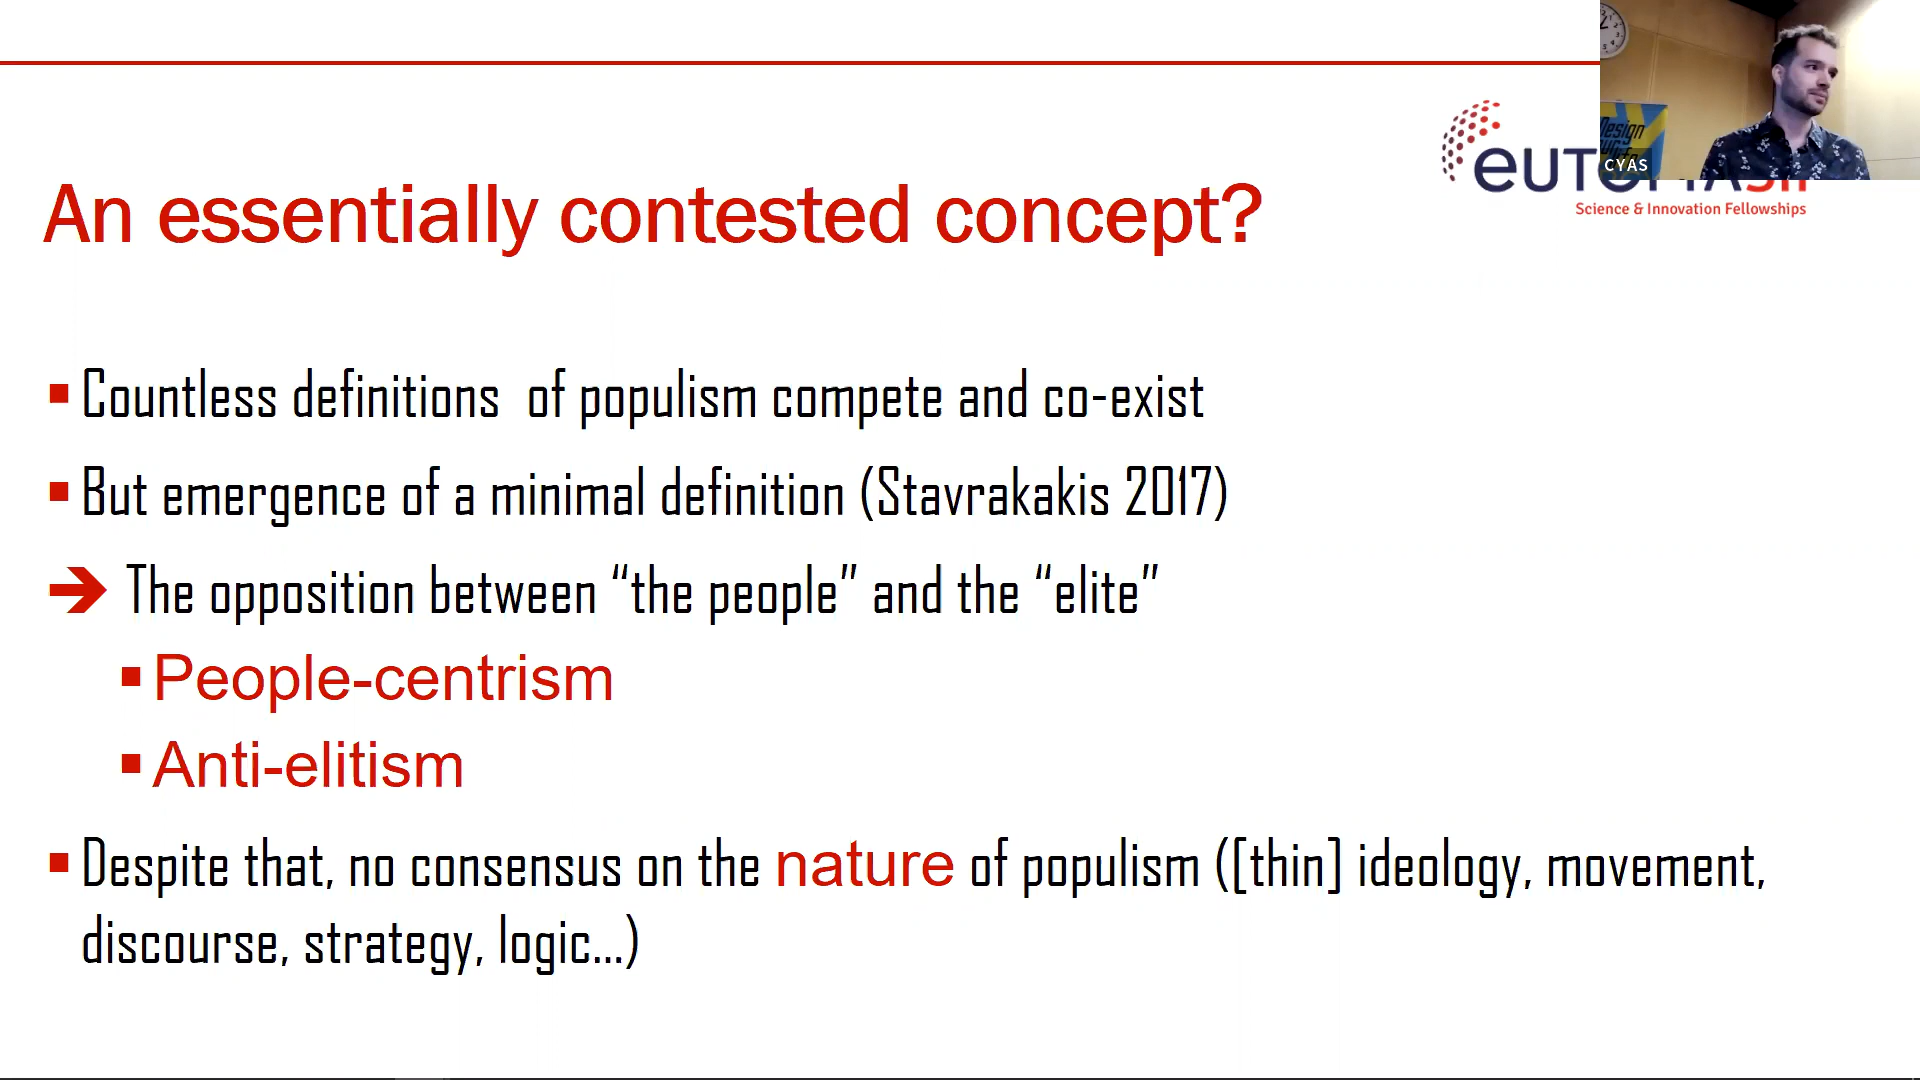 An essentially contested concept?
CYAS
Science & Innovation Fellowships
Countless definitions of populism compete and co-exist
But emergence of a minimal definition (Stavrakakis 2017)
The opposition between “the people” and the “elite”
People-centrism
Anti-elitism
Despite that, no consensus on the nature of populism ([thin] ideology, movement,
discourse, strategy, logic...)